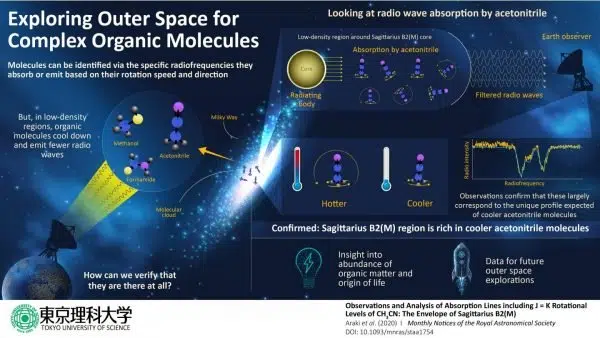 Exploring Outer Space for
Complex Organic Molecules
Molecules can be identified via the specific radiofrequencies they
absorb or emit based on their rotation speed and direction
But, in low-density
regions, organic
molecules cool down
and emit fewer radio
waves
Methanol
Acetonitrile
Formamide
Milky Way
Molecular
cloud
How can we verify that
they are there at all?
Looking at radio wave absorption by acetonitrile
Low-density region around Sagittarius B2(M) core
Absorption by acetonitrile
Earth observer
Core
Radiating
Body
Filtered radio waves
Hotter
Cooler
Radio intensity
Radiofrequency
Observations confirm that these largely
correspond to the unique profile expected
of cooler acetonitrile molecules
Confirmed: Sagittarius B2(M) region is rich in cooler acetonitrile molecules
Insight into
abundance of
organic matter and
origin of life
Data for future
outer space
explorations
東京理科大学
TOKYO UNIVERSITY OF SCIENCE
Observations and Analysis of Absorption Lines including J = K Rotational
Levels of CH₃CN: The Envelope of Sagittarius B2(M)
Araki et al. (2020) I Monthly Notices of the Royal Astronomical Society
DOI: 10.1093/mnras/staa1754